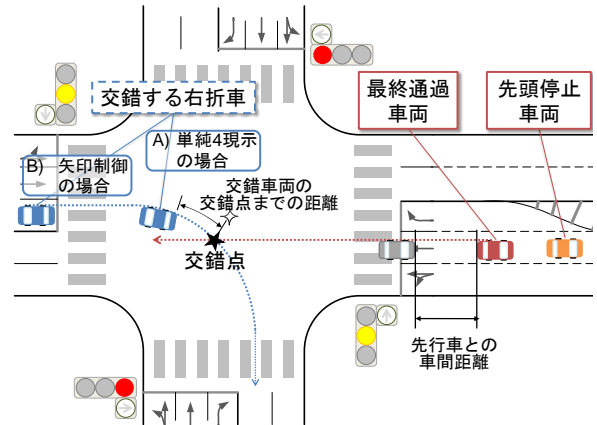 交錯する右折車
最終通過
車両
先頭停止
車両
A) 単純4現示
の場合
B) 矢印制御
の場合
交錯車両の
交錯点までの距離
交錯点
先行車との
車間距離